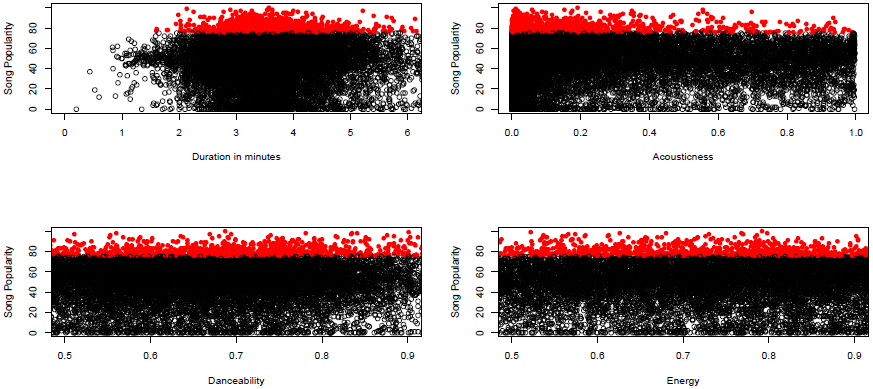 Song Popularity
0 20 40 60 80
0 1 2 3 4 5 6
Duration in minutes
Song Popularity
0 20 40 60 80
0.0 0.2 0.4 0.6 0.8 1.0
Acousticness
Song Popularity
0 20 40 60 80
0.5 0.6 0.7 0.8 0.9
Danceability
Song Popularity
0 20 40 60 80
0.5 0.6 0.7 0.8 0.9
Energy